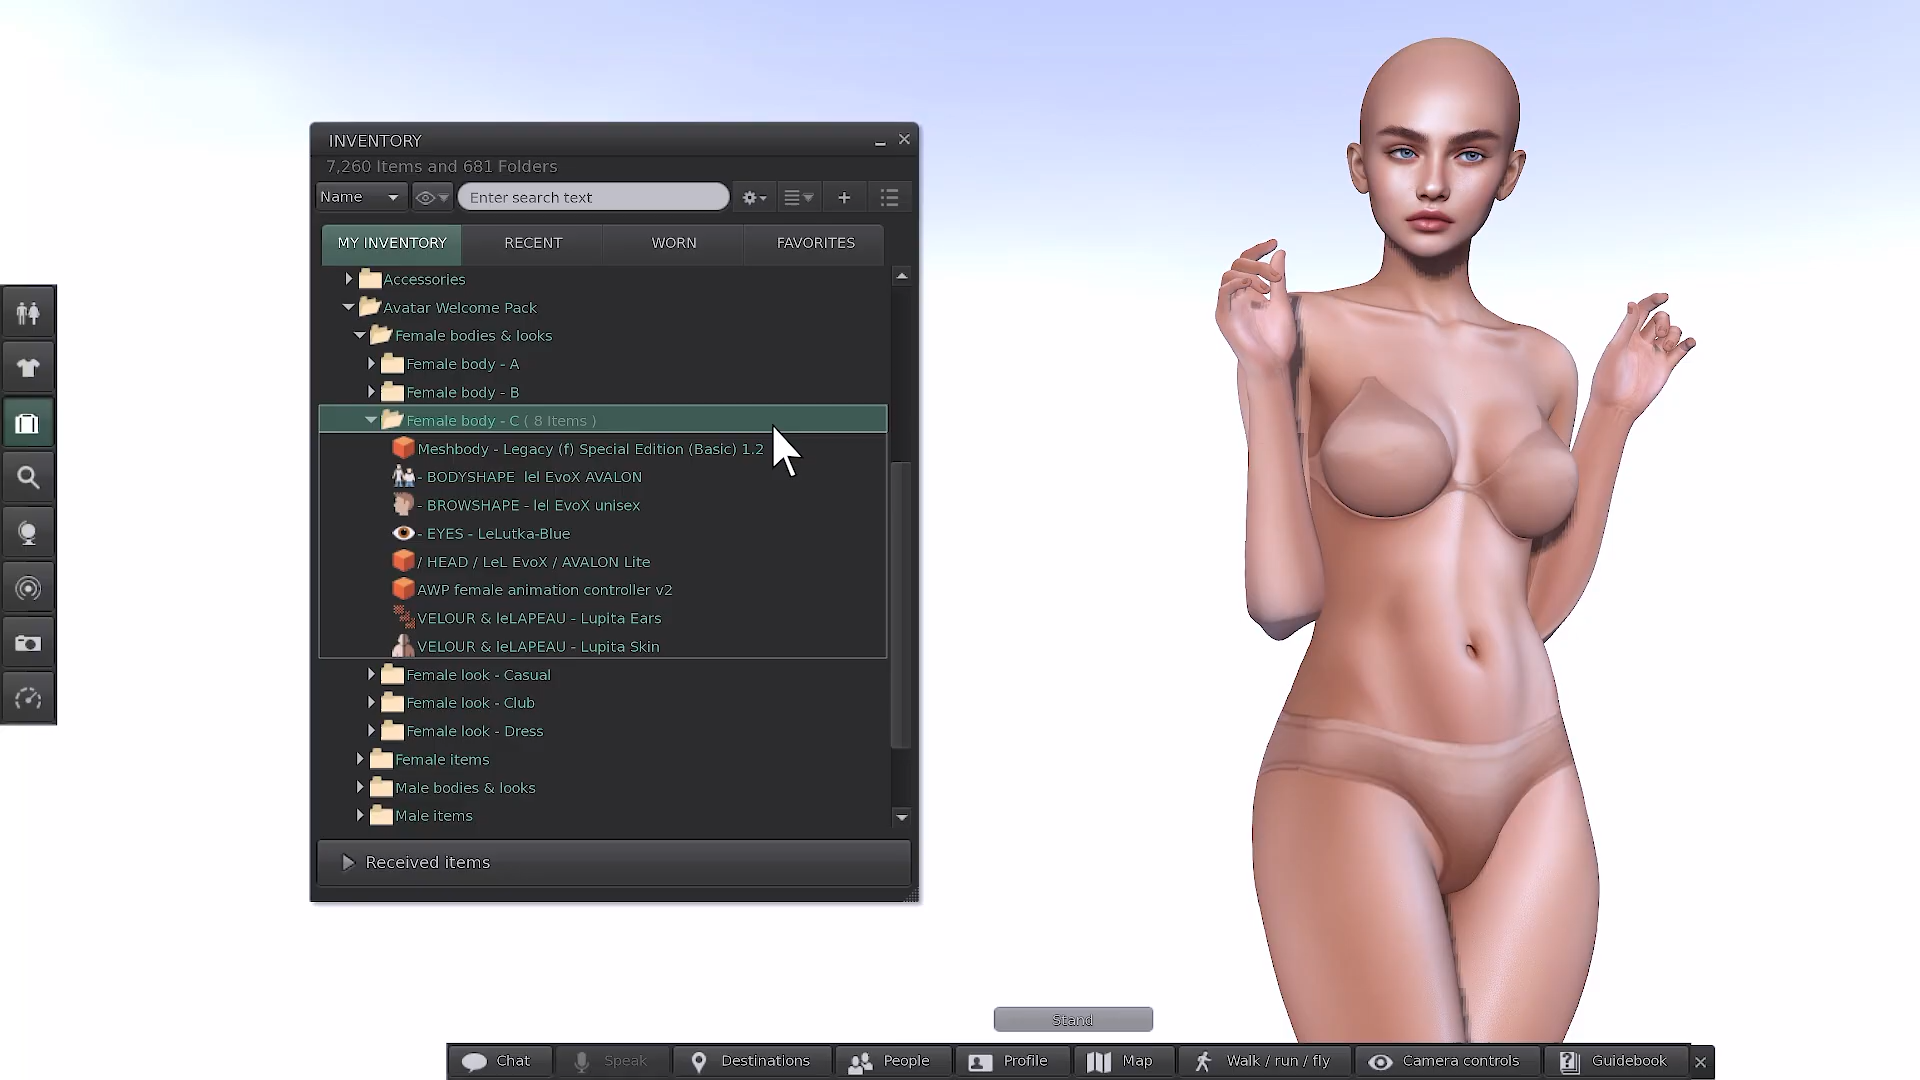 INVENTORY
7,260 Items and 681 Folders
Name
Enter search text
MY INVENTORY RECENT WORN FAVORITES
Accessories
Avatar Welcome Pack
Female bodies & looks
Female body - A
Female body - B
Female body - C ( 8 Items )
Meshbody - Legacy (f) Special Edition (Basic) 1.2
- BODYSHAPE lel EvoX AVALON
- BROWSHAPE - lel EvoX unisex
- EYES - LeLutka-Blue
/ HEAD / LeL EvoX / AVALON Lite
AWP female animation controller v2
VELOUR & leLAPEAU - Lupita Ears
VELOUR & leLAPEAU - Lupita Skin
Female look - Casual
Female look - Club
Female look - Dress
Female items
Male bodies & looks
Male items
Received items
Stand
Chat Speak Destinations People Profile Map Walk / run / fly Camera controls Guidebook